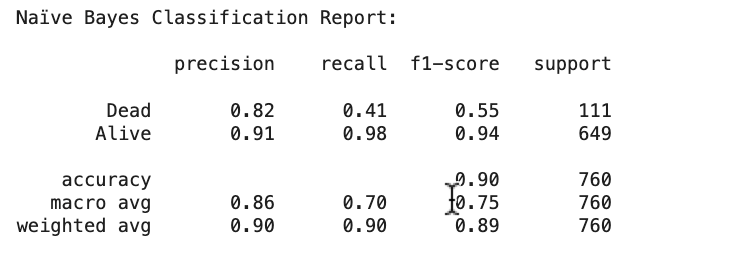 Naïve Bayes Classification Report:
precision recall f1-score support
Dead 0.82 0.41 0.55 111
Alive 0.91 0.98 0.94 649
accuracy 0.90 760
macro avg 0.86 0.70 0.75 760
weighted avg 0.90 0.90 0.89 760